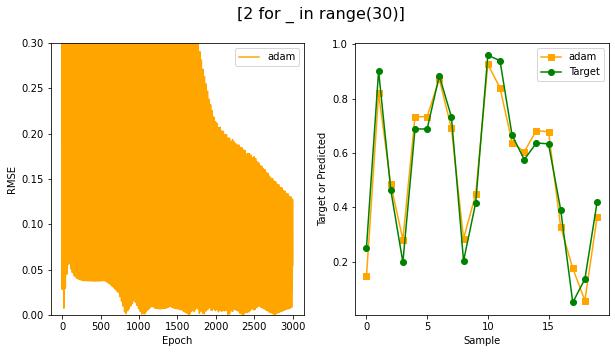 [2 for _ in range(30)]
0.30
0.25
0.20
0.15
0.10
0.05
0.00
RMSE
0 500 1000 1500 2000 2500 3000
Epoch
adam
1.0
0.8
0.6
0.4
0.2
Target or Predicted
0 5 10 15
Sample
adam
Target